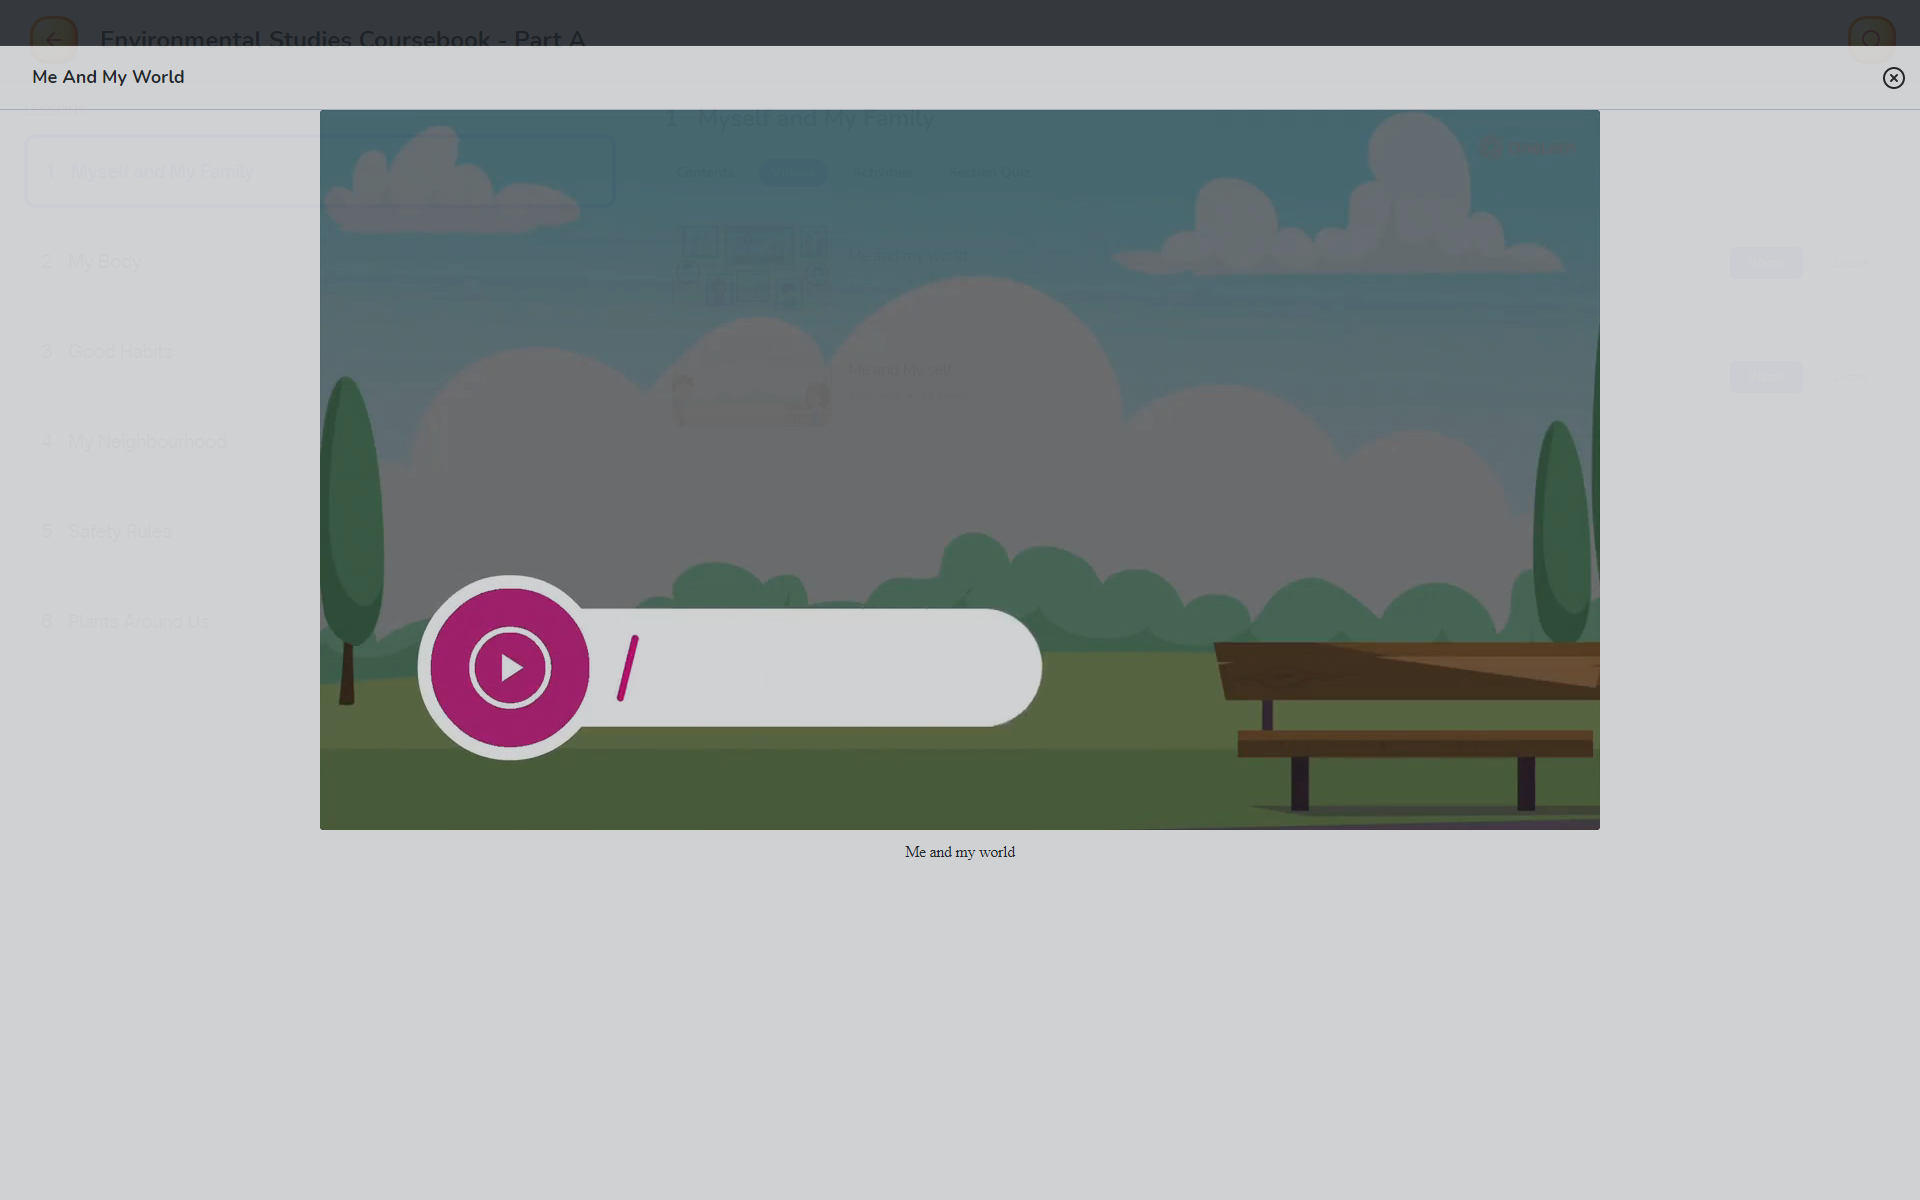 Environmental Studies Coursebook - Part A
Me And My World
1 Myself and My Family
Contents
Videos
Activities
Section Quiz
1 Myself and My Family
2 My Body
3 Good Habits
4 My Neighbourhood
5 Safety Rules
6 Plants Around Us
Me and my world
Me and Myself
Me and my world